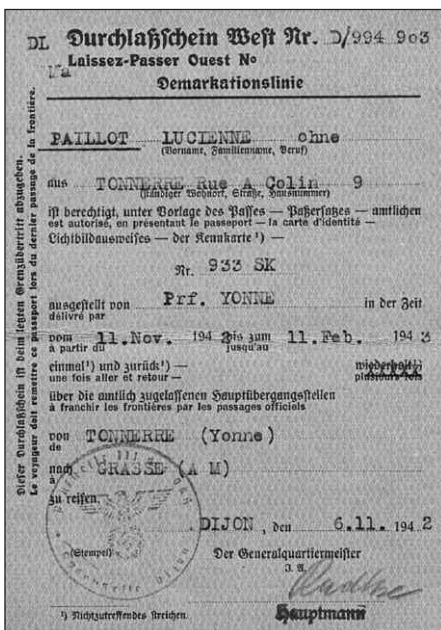 DL Durchlaßschein West Nr. D/994 903
Laissez-Passer Ouest No
Va
Demarkationslinie
PAILLOT LUCIENNE ohne
(Vorname, Familienname, Beruf)
aus TONNERRE Rue A Colin 9
(ständiger Wohnort, Straße, Hausnummer)
ist berechtigt, unter Vorlage des Passes — Paßersatzes — amtlichen
est autorisé, en présentant le passeport — la carte d'identité —
Lichtbildausweises — der Kennkarte¹) —
Nr. 933 SK
ausgestellt von Prf. YONNE in der Zeit
délivré par
vom 11.Nov. 1942 bis zum 11.Feb. 1943
à partir du jusqu'au
einmal¹) und zurück¹) — wiederholt¹)
une fois aller et retour — plusieurs fois
über die amtlich zugelassenen Hauptübergangsstellen
à franchir les frontières par les passages officiels
von TONNERRE (Yonne)
de
nach GRASSE (A M)
à
zu reisen.
DIJON, den 6.11. 1942
(Stempel) Der Generalquartiermeister
J. A.
Hauptmann
¹) Nichtzutreffendes streichen.
Dieser Durchlaßschein ist beim letzten Grenzübertritt abzugeben.
Le voyageur doit remettre ce passeport lors du dernier passage de la frontière.